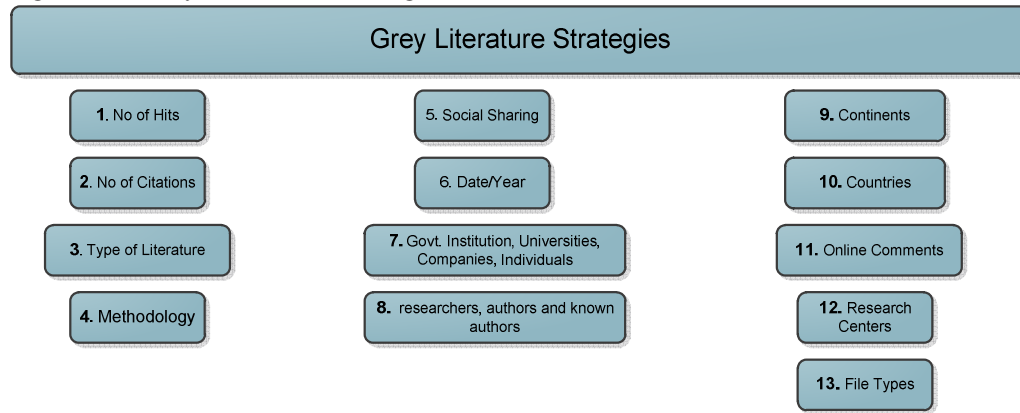 Grey Literature Strategies
1. No of Hits
2. No of Citations
3. Type of Literature
4. Methodology
5. Social Sharing
6. Date/Year
7. Govt. Institution, Universities,
Companies, Individuals
8. researchers, authors and known
authors
9. Continents
10. Countries
11. Online Comments
12. Research
Centers
13. File Types